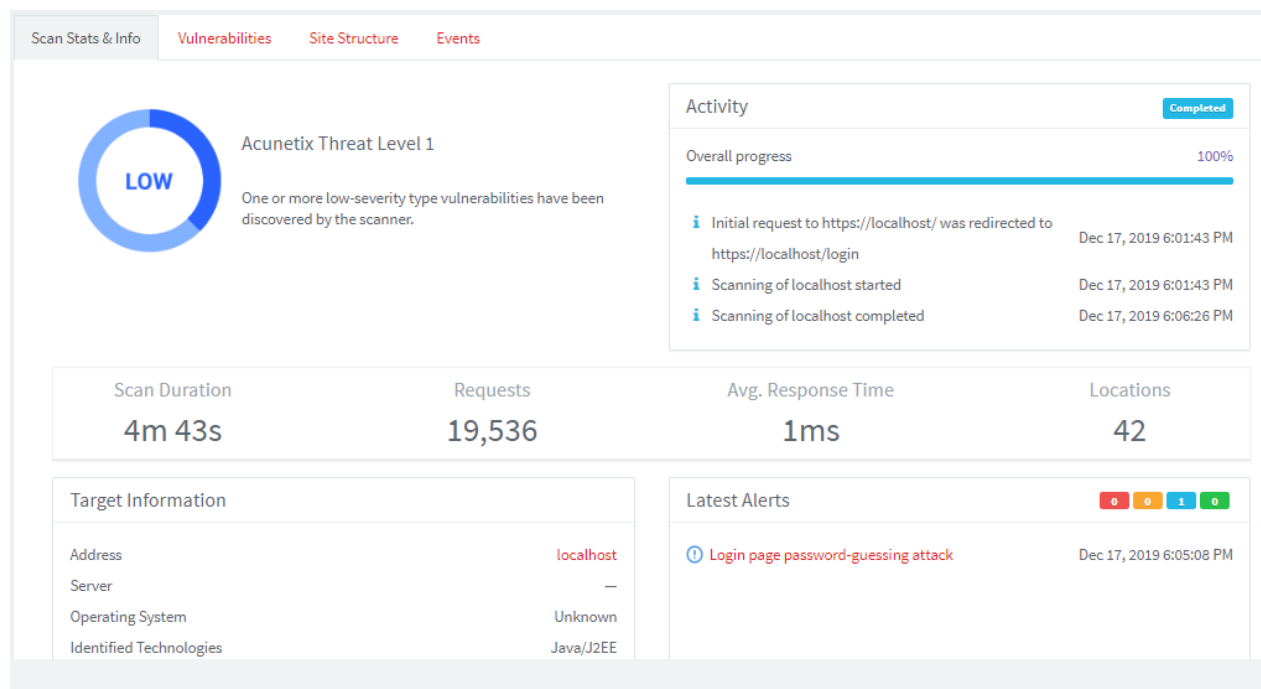 Scan Stats & Info Vulnerabilities Site Structure Events
LOW
Acunetix Threat Level 1
One or more low-severity type vulnerabilities have been
discovered by the scanner.
Activity Completed
Overall progress 100%
Initial request to https://localhost/ was redirected to
https://localhost/login
Dec 17, 2019 6:01:43 PM
Scanning of localhost started Dec 17, 2019 6:01:43 PM
Scanning of localhost completed Dec 17, 2019 6:06:26 PM
Scan Duration Requests Avg. Response Time Locations
4m 43s 19,536 1ms 42
Target Information
Address localhost
Server —
Operating System Unknown
Identified Technologies Java/J2EE
Latest Alerts 0 0 1 0
Login page password-guessing attack Dec 17, 2019 6:05:08 PM